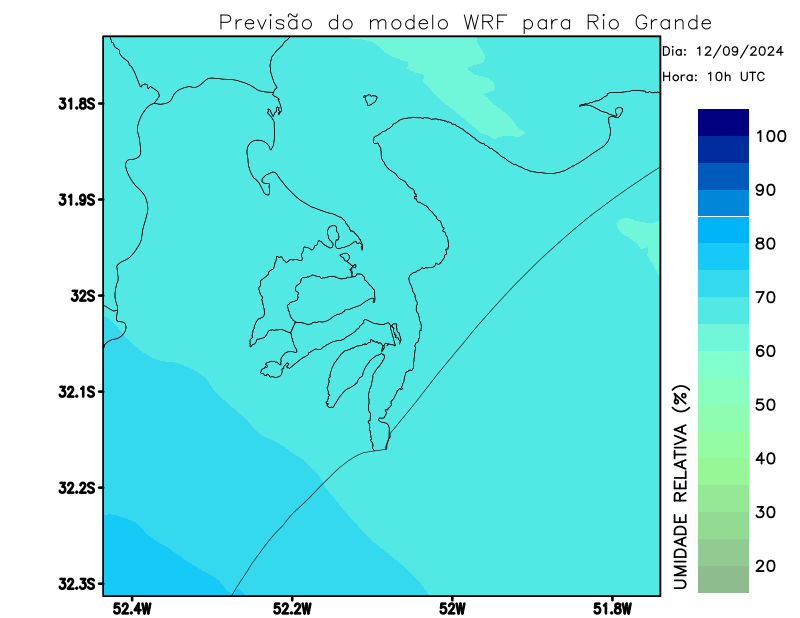 Previsão do modelo WRF para Rio Grande
Dia: 12/09/2024
Hora: 10h UTC
31.8S
31.9S
32S
32.1S
32.2S
32.3S
52.4W
52.2W
52W
51.8W
100
90
80
70
60
50
40
30
20
UMIDADE RELATIVA (%)